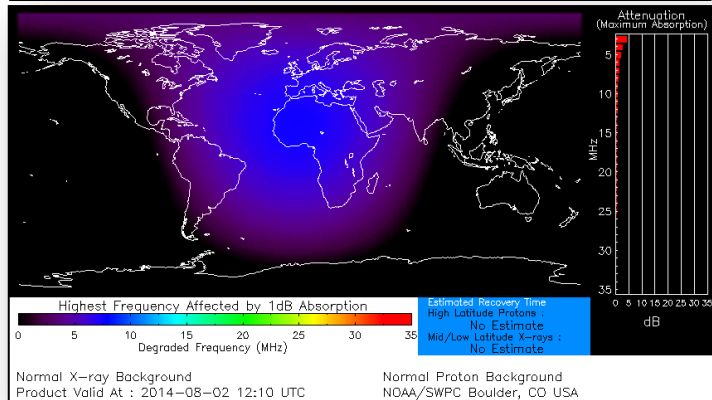 Attenuation
(Maximum Absorption)
5
10
15
20
25
30
35
MHz
0 5 10 15 20 25 30 35
dB
Highest Frequency Affected by 1dB Absorption
0 5 10 15 20 25 30 35
Degraded Frequency (MHz)
Estimated Recovery Time
High Latitude Protons :
No Estimate
Mid/Low Latitude X-rays :
No Estimate
Normal X-ray Background
Normal Proton Background
Product Valid At : 2014-08-02 12:10 UTC
NOAA/SWPC Boulder, CO USA